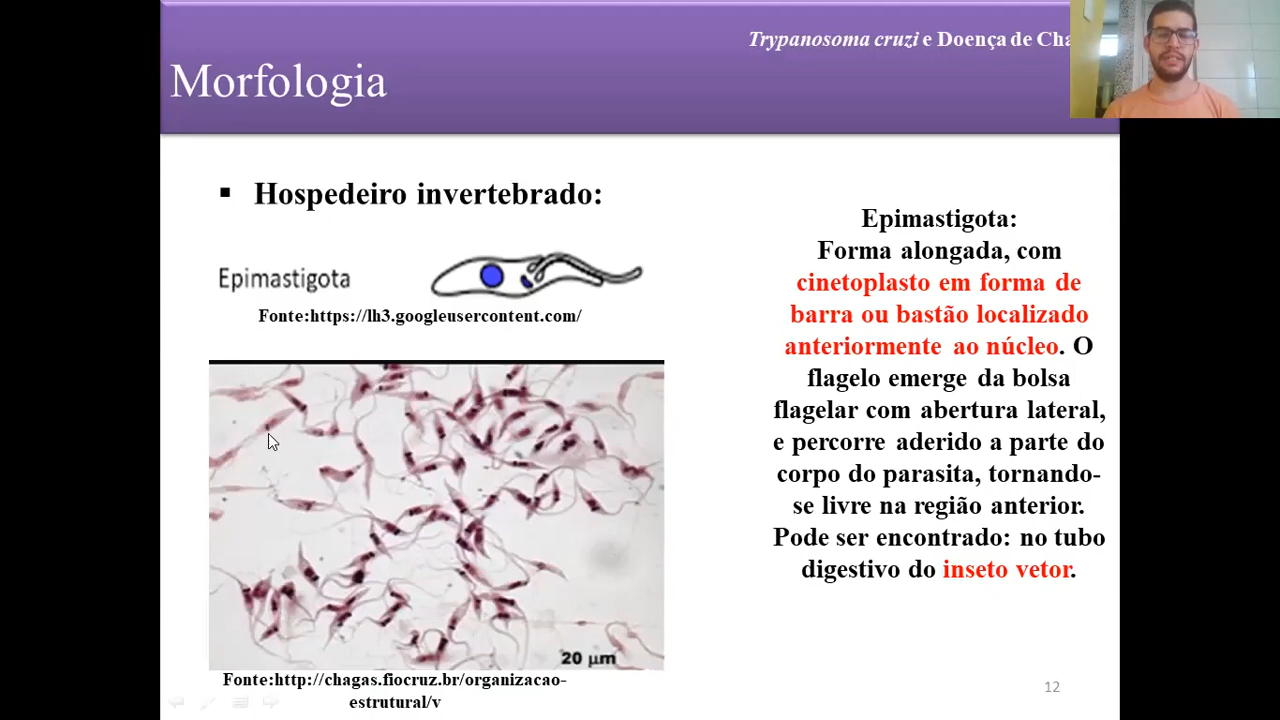 Trypanosoma cruzi e Doença de Cha
Morfologia
▪ Hospedeiro invertebrado:
Epimastigota
Fonte:https://lh3.googleusercontent.com/
20 µm
Fonte:http://chagas.fiocruz.br/organizacao-
estrutural/v
Epimastigota:
Forma alongada, com
cinetoplasto em forma de
barra ou bastão localizado
anteriormente ao núcleo. O
flagelo emerge da bolsa
flagelar com abertura lateral,
e percorre aderido a parte do
corpo do parasita, tornando-
se livre na região anterior.
Pode ser encontrado: no tubo
digestivo do inseto vetor.
12